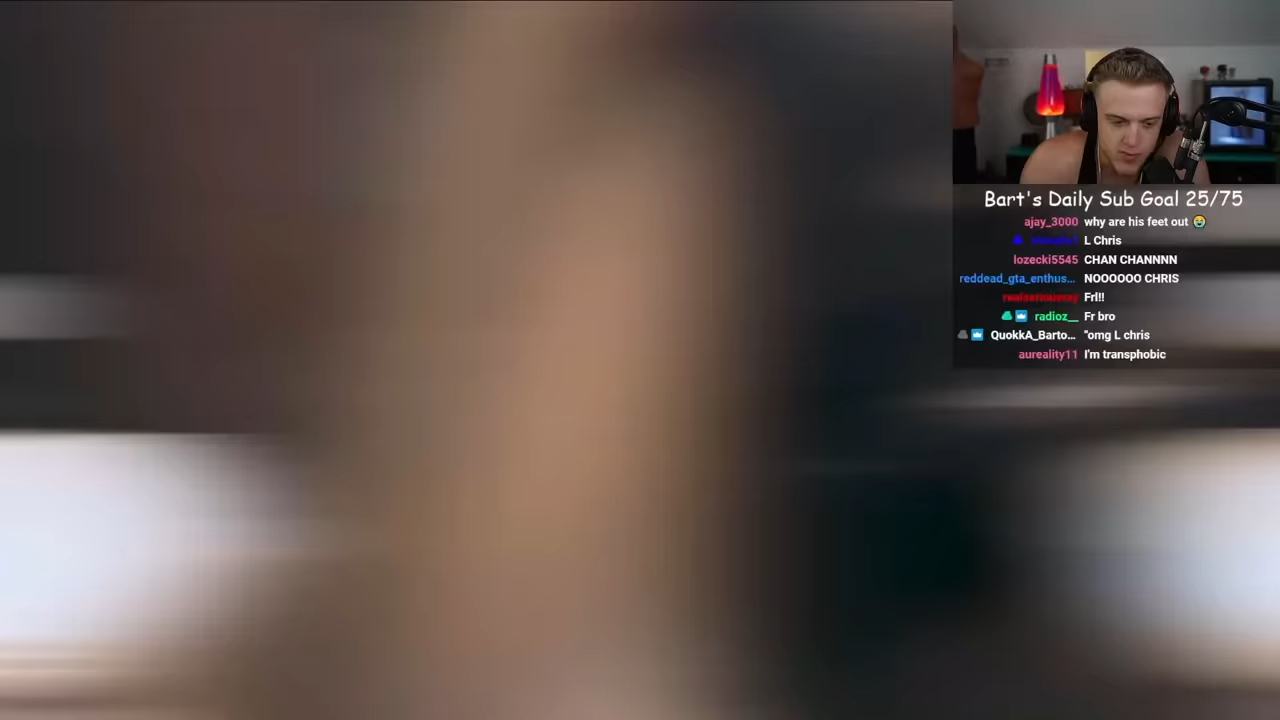 Bart's Daily Sub Goal 25/75
ajay_3000 why are his feet out 😭
L Chris
lozecki5545 CHAN CHANNNN
reddead_gta_enthus... NOOOOOO CHRIS
Frl!!
radioz__ Fr bro
QuokkA_Barto... "omg L chris
aureality11 I'm transphobic